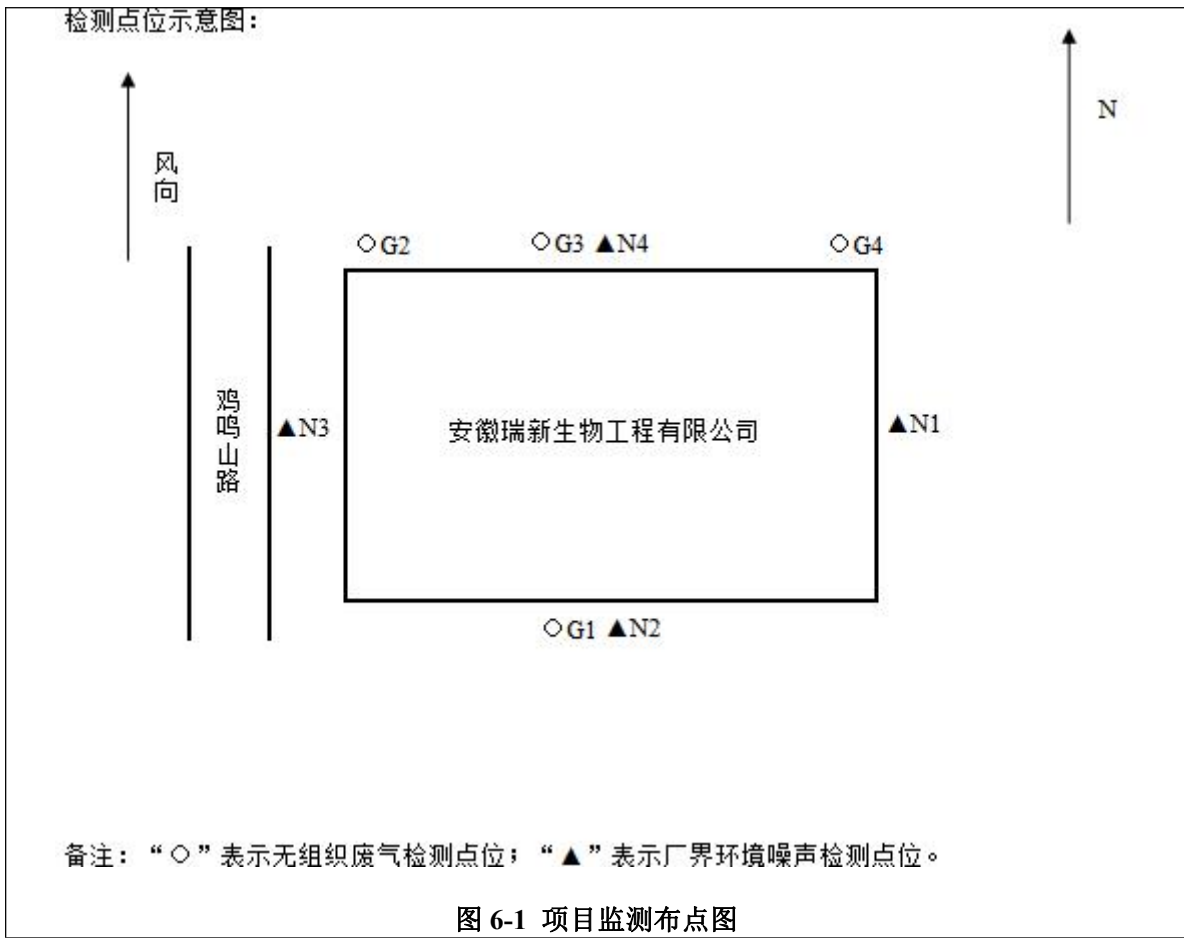 检测点位示意图：
N
风向
○G2
○G3 ▲N4
○G4
鸡鸣山路
▲N3
安徽瑞新生物工程有限公司
▲N1
○G1 ▲N2
备注：“○”表示无组织废气检测点位；“▲”表示厂界环境噪声检测点位。
图 6-1 项目监测布点图